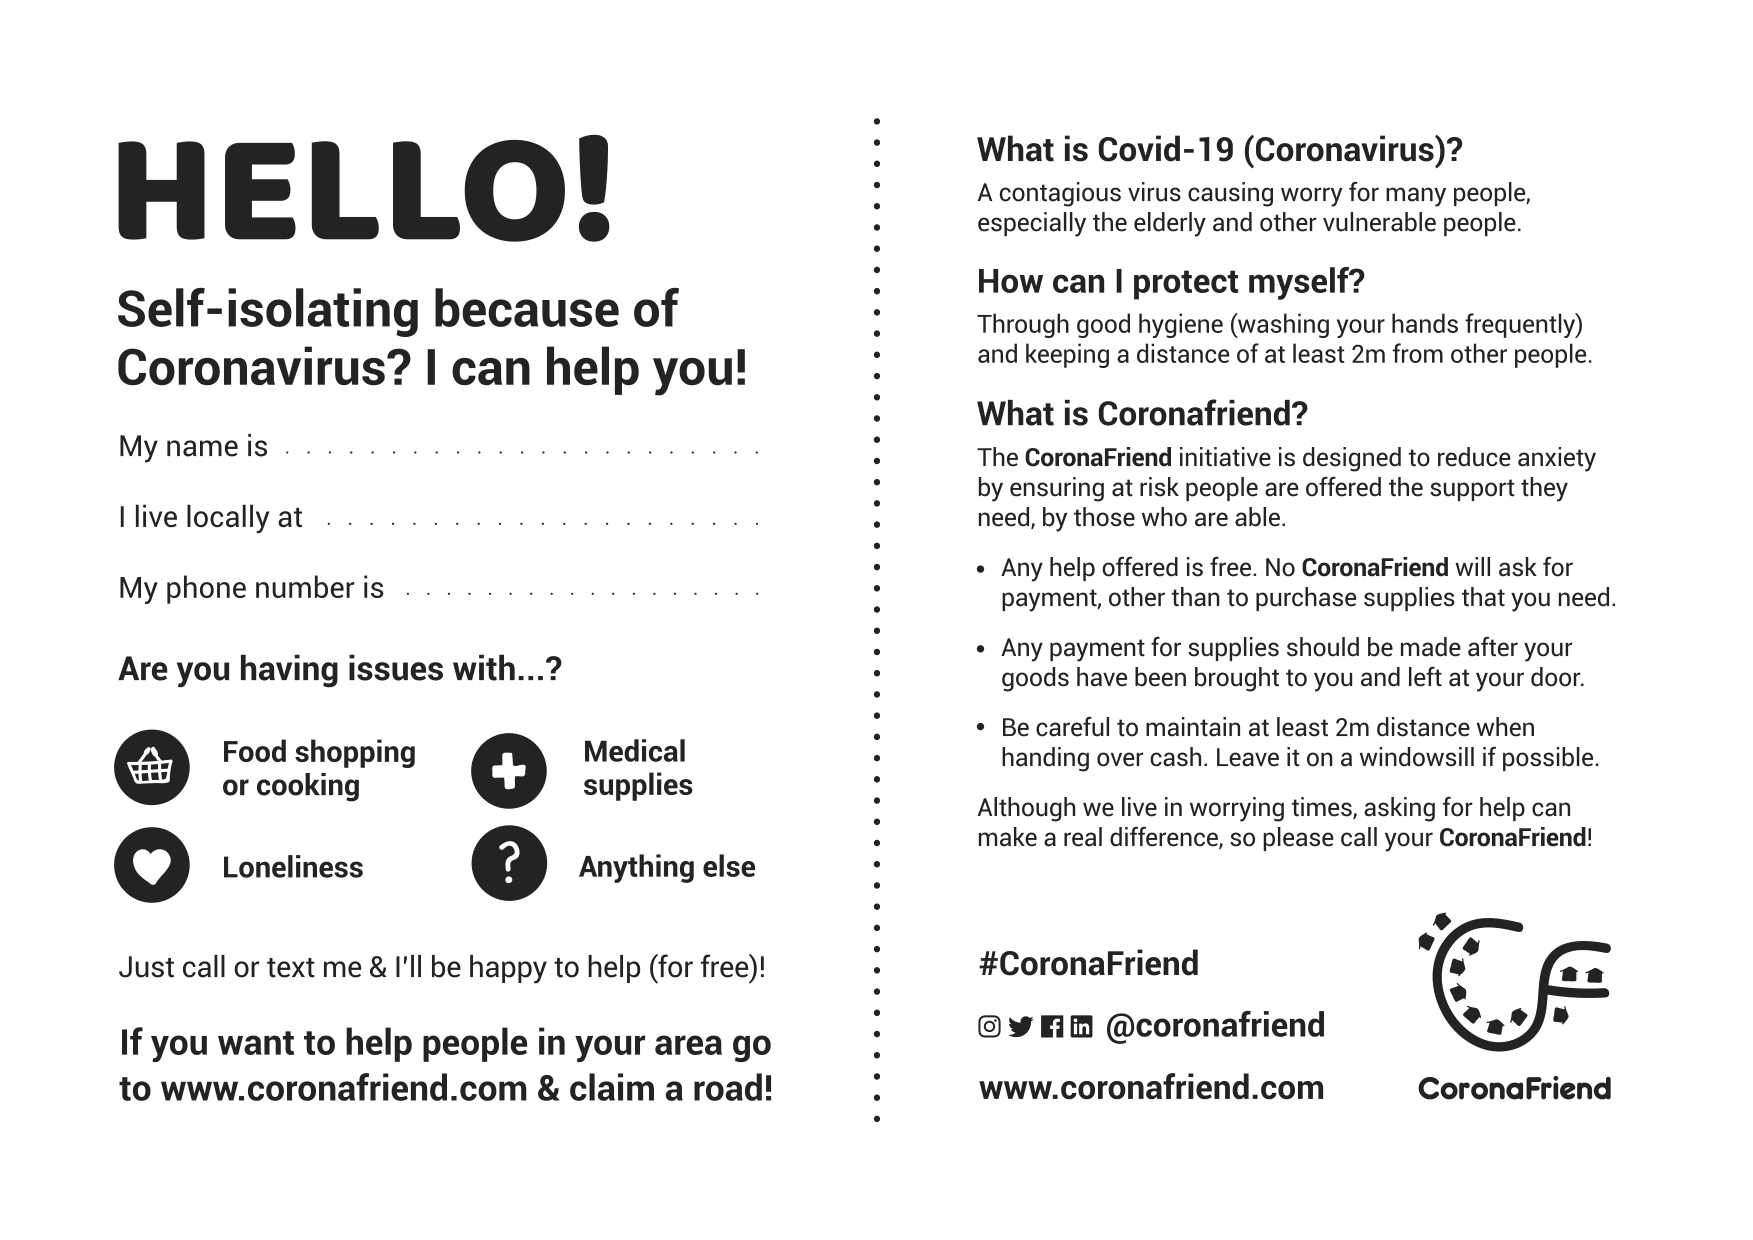 HELLO!
Self-isolating because of
Coronavirus? I can help you!
My name is . . . . . . . . . . . . . . . . . . . . . . .
I live locally at . . . . . . . . . . . . . . . . . . . . .
My phone number is . . . . . . . . . . . . . . . . . .
Are you having issues with...?
Food shopping
or cooking
Medical
supplies
Loneliness
?
Anything else
Just call or text me & I'll be happy to help (for free)!
If you want to help people in your area go
to www.coronafriend.com & claim a road!
What is Covid-19 (Coronavirus)?
A contagious virus causing worry for many people,
especially the elderly and other vulnerable people.
How can I protect myself?
Through good hygiene (washing your hands frequently)
and keeping a distance of at least 2m from other people.
What is Coronafriend?
The CoronaFriend initiative is designed to reduce anxiety
by ensuring at risk people are offered the support they
need, by those who are able.
• Any help offered is free. No CoronaFriend will ask for
payment, other than to purchase supplies that you need.
• Any payment for supplies should be made after your
goods have been brought to you and left at your door.
• Be careful to maintain at least 2m distance when
handing over cash. Leave it on a windowsill if possible.
Although we live in worrying times, asking for help can
make a real difference, so please call your CoronaFriend!
#CoronaFriend
@coronafriend
www.coronafriend.com
CF
CoronaFriend